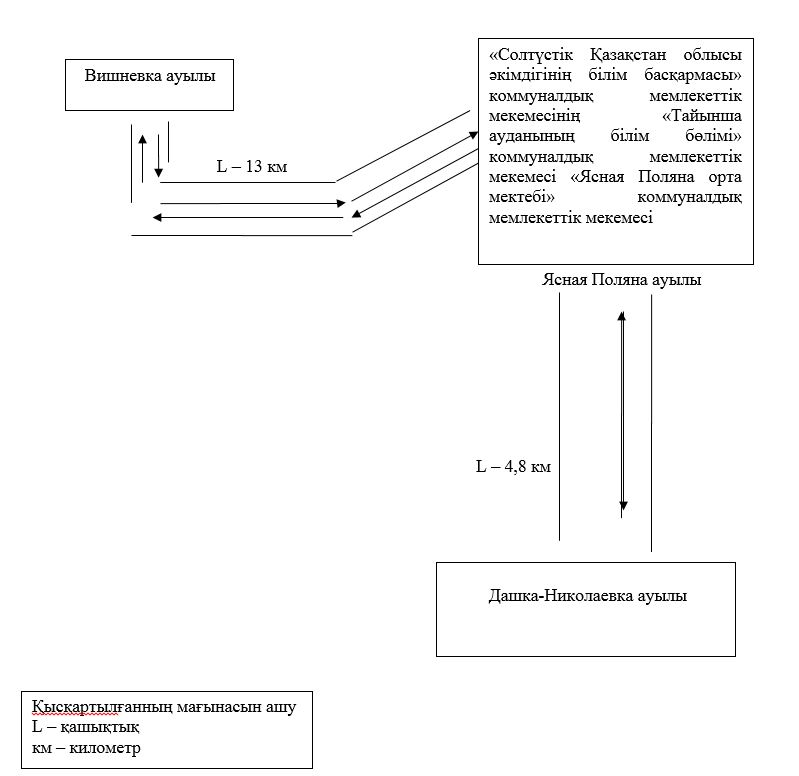 Вишневка ауылы
«Солтүстік Қазақстан облысы
әкімдігінің білім басқармасы»
коммуналдық мемлекеттік
мекемесінің «Тайынша
ауданының білім бөлімі»
коммуналдық мемлекеттік
мекемесі «Ясная Поляна орта
мектебі» коммуналдық
мемлекеттік мекемесі
L – 13 км
Ясная Поляна ауылы
L – 4,8 км
Дашка-Николаевка ауылы
Қысқартылғанның мағынасын ашу
L – қашықтық
км – километр